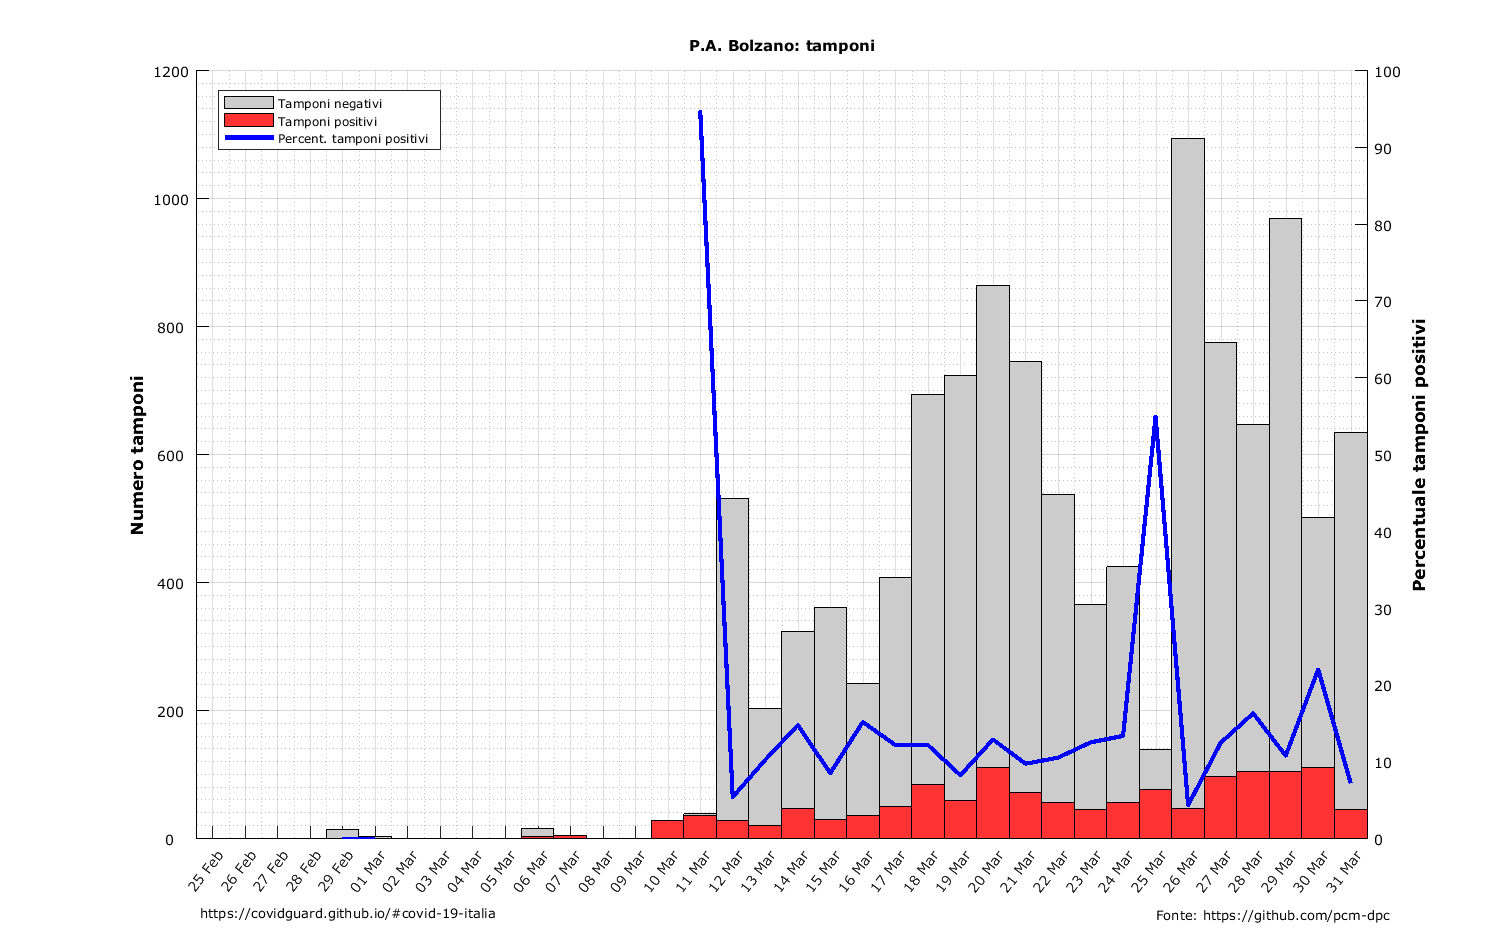 P.A. Bolzano: tamponi
Tamponi negativi
Tamponi positivi
Percent. tamponi positivi
Numero tamponi
1200
1000
800
600
400
200
0
100
90
80
70
60
50
40
30
20
10
0
Percentuale tamponi positivi
25 Feb
26 Feb
27 Feb
28 Feb
29 Feb
01 Mar
02 Mar
03 Mar
04 Mar
05 Mar
06 Mar
07 Mar
08 Mar
09 Mar
10 Mar
11 Mar
12 Mar
13 Mar
14 Mar
15 Mar
16 Mar
17 Mar
18 Mar
19 Mar
20 Mar
21 Mar
22 Mar
23 Mar
24 Mar
25 Mar
26 Mar
27 Mar
28 Mar
29 Mar
30 Mar
31 Mar
https://covidguard.github.io/#covid-19-italia
Fonte: https://github.com/pcm-dpc